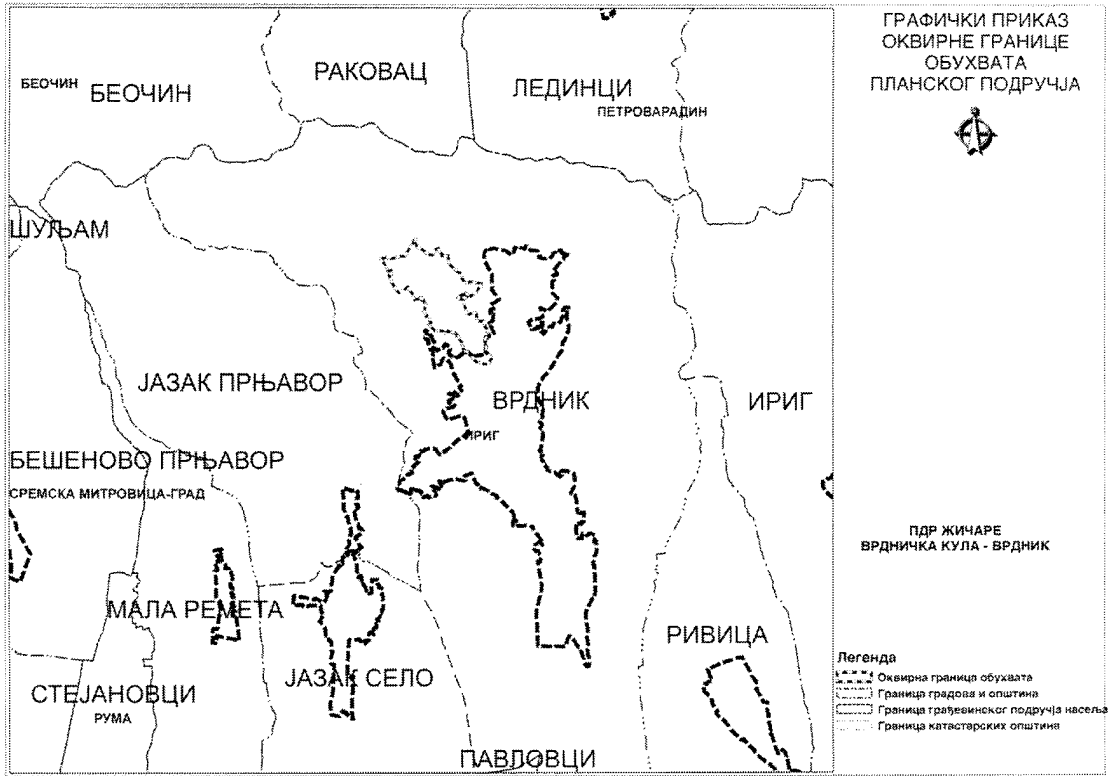 ГРАФИЧКИ ПРИКАЗ
ОКВИРНЕ ГРАНИЦЕ
ОБУХВАТА
ПЛАНСКОГ ПОДРУЧЈА
РАКОВАЦ
БЕОЧИН
БЕОЧИН
ЛЕДИНЦИ
ПЕТРОВАРАДИН
ШУЉАМ
ЈАЗАК ПРЊАВОР
ВРДНИК
ИРИГ
ИРИГ
БЕШЕНОВО ПРЊАВОР
СРЕМСКА МИТРОВИЦА-ГРАД
ПДР ЖИЧАРЕ
ВРДНИЧКА КУЛА - ВРДНИК
МАЛА РЕМЕТА
РИВИЦА
СТЕЈАНОВЦИ
РУМА
ЈАЗАК СЕЛО
ПАВЛОВЦИ
Легенда
Оквирна граница обухвата
Граница градова и општина
Граница грађевинског подручја насеља
Граница катастарских општина